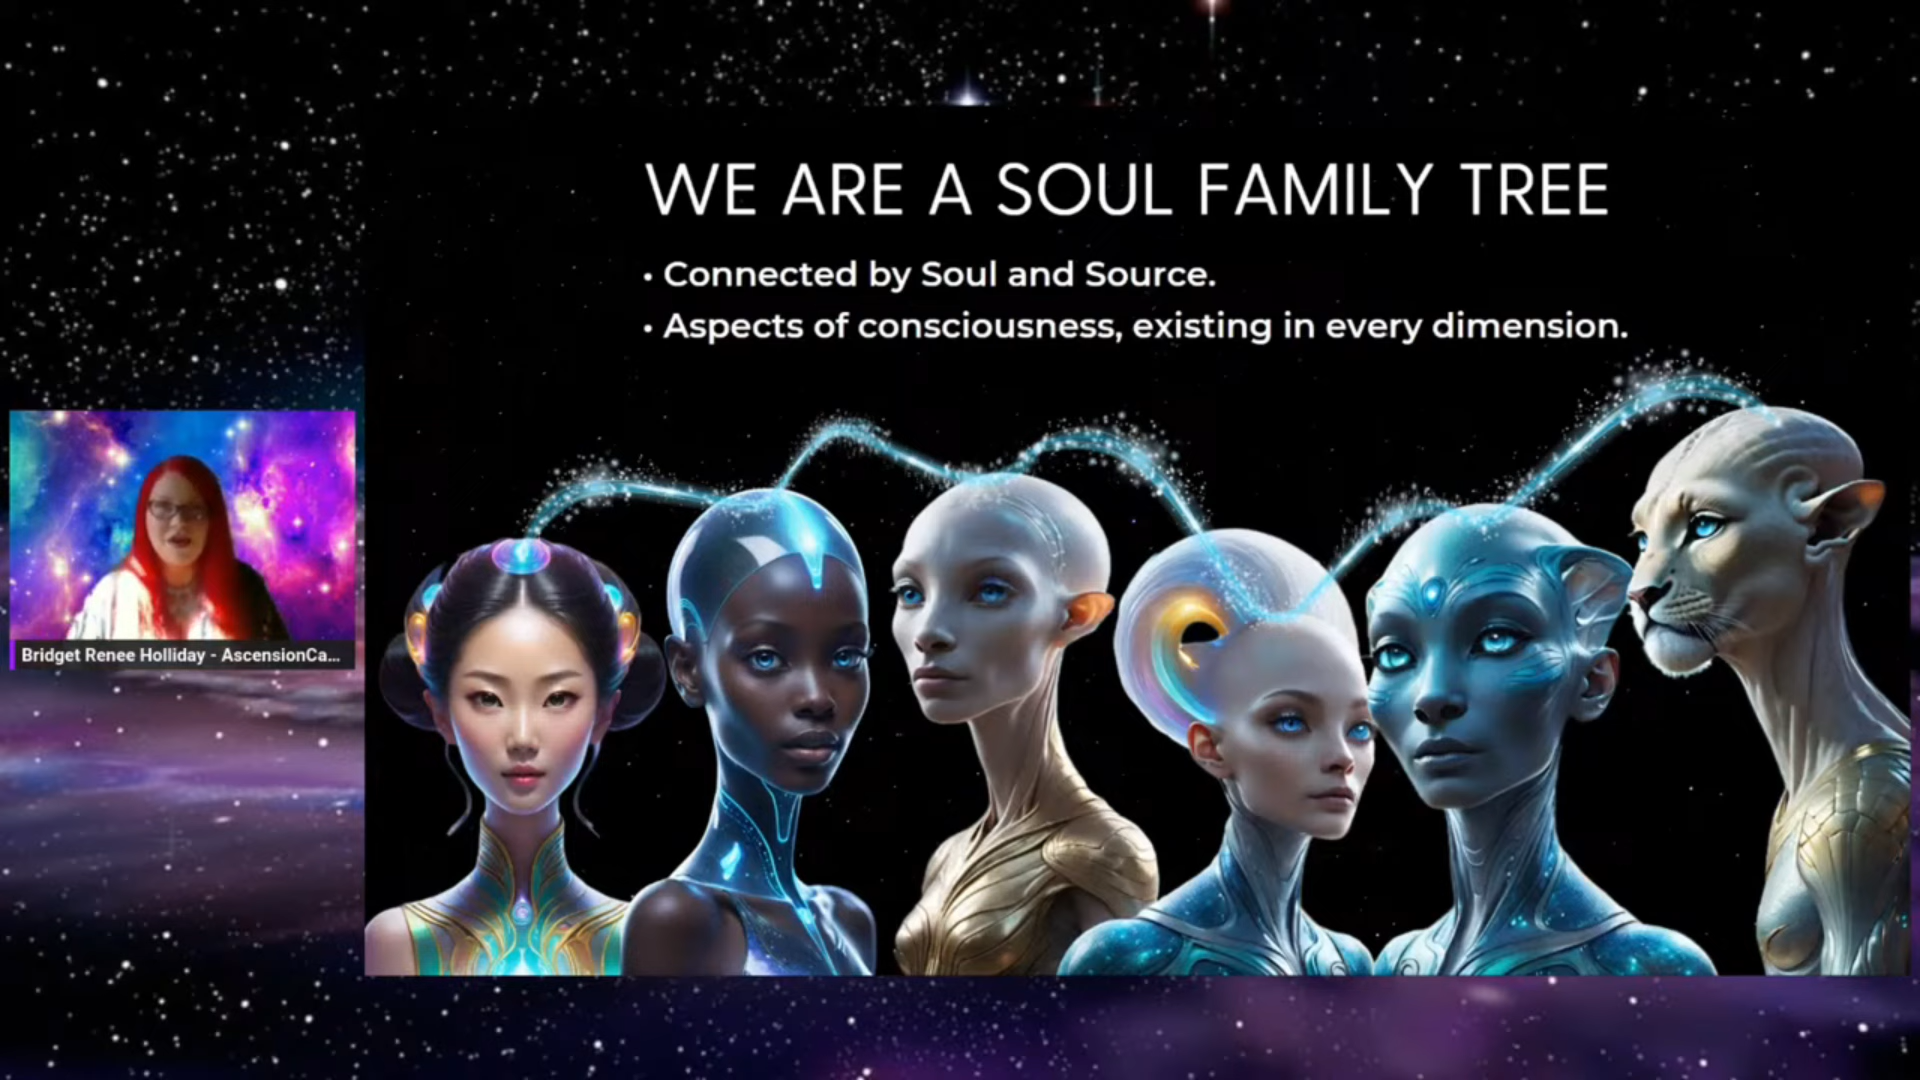 WE ARE A SOUL FAMILY TREE
• Connected by Soul and Source.
• Aspects of consciousness, existing in every dimension.
Bridget Renee Holliday - AscensionCa...